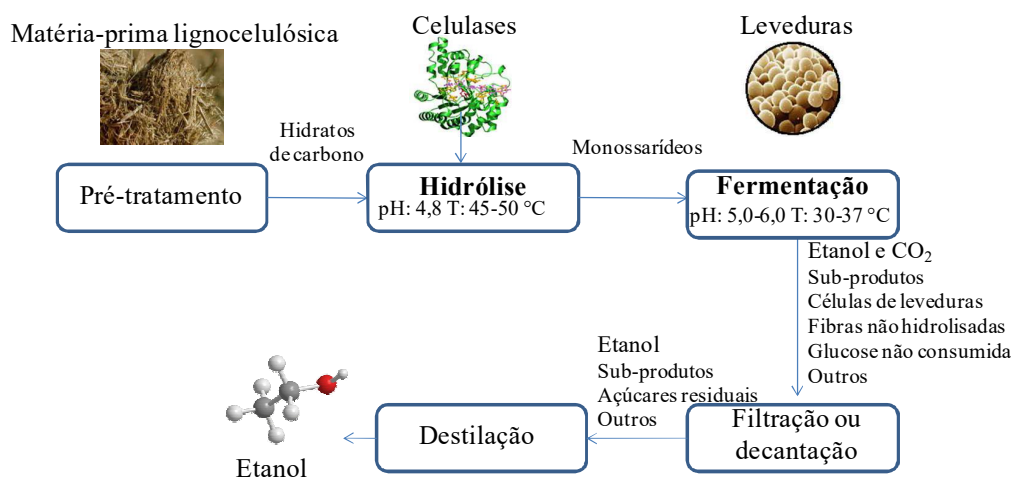 Matéria-prima lignocelulósica
Celulases
Leveduras
Hidratos
de carbono
Monossarídeos
Pré-tratamento
Hidrólise
pH: 4,8 T: 45-50 °C
Fermentação
pH: 5,0-6,0 T: 30-37 °C
Etanol e CO₂
Sub-produtos
Células de leveduras
Fibras não hidrolisadas
Glucose não consumida
Outros
Etanol
Sub-produtos
Açúcares residuais
Outros
Filtração ou
decantação
Destilação
Etanol